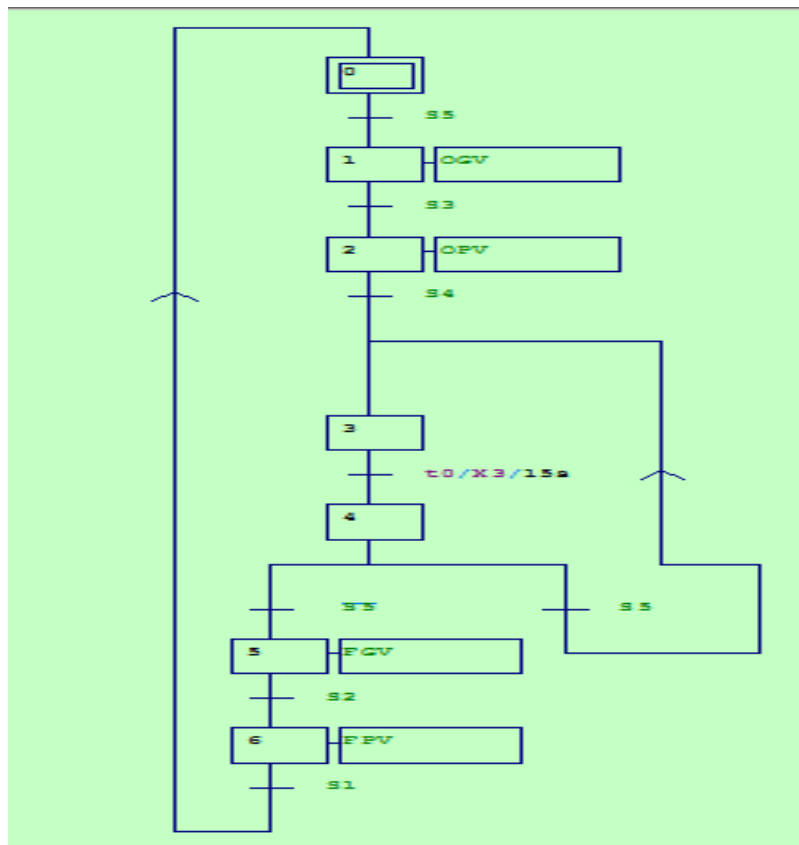 0
S5
1 OGV
S3
2 OPV
S4
3
t0/X3/15s
4
S5 S5
5 FGV
S2
6 FPV
S1